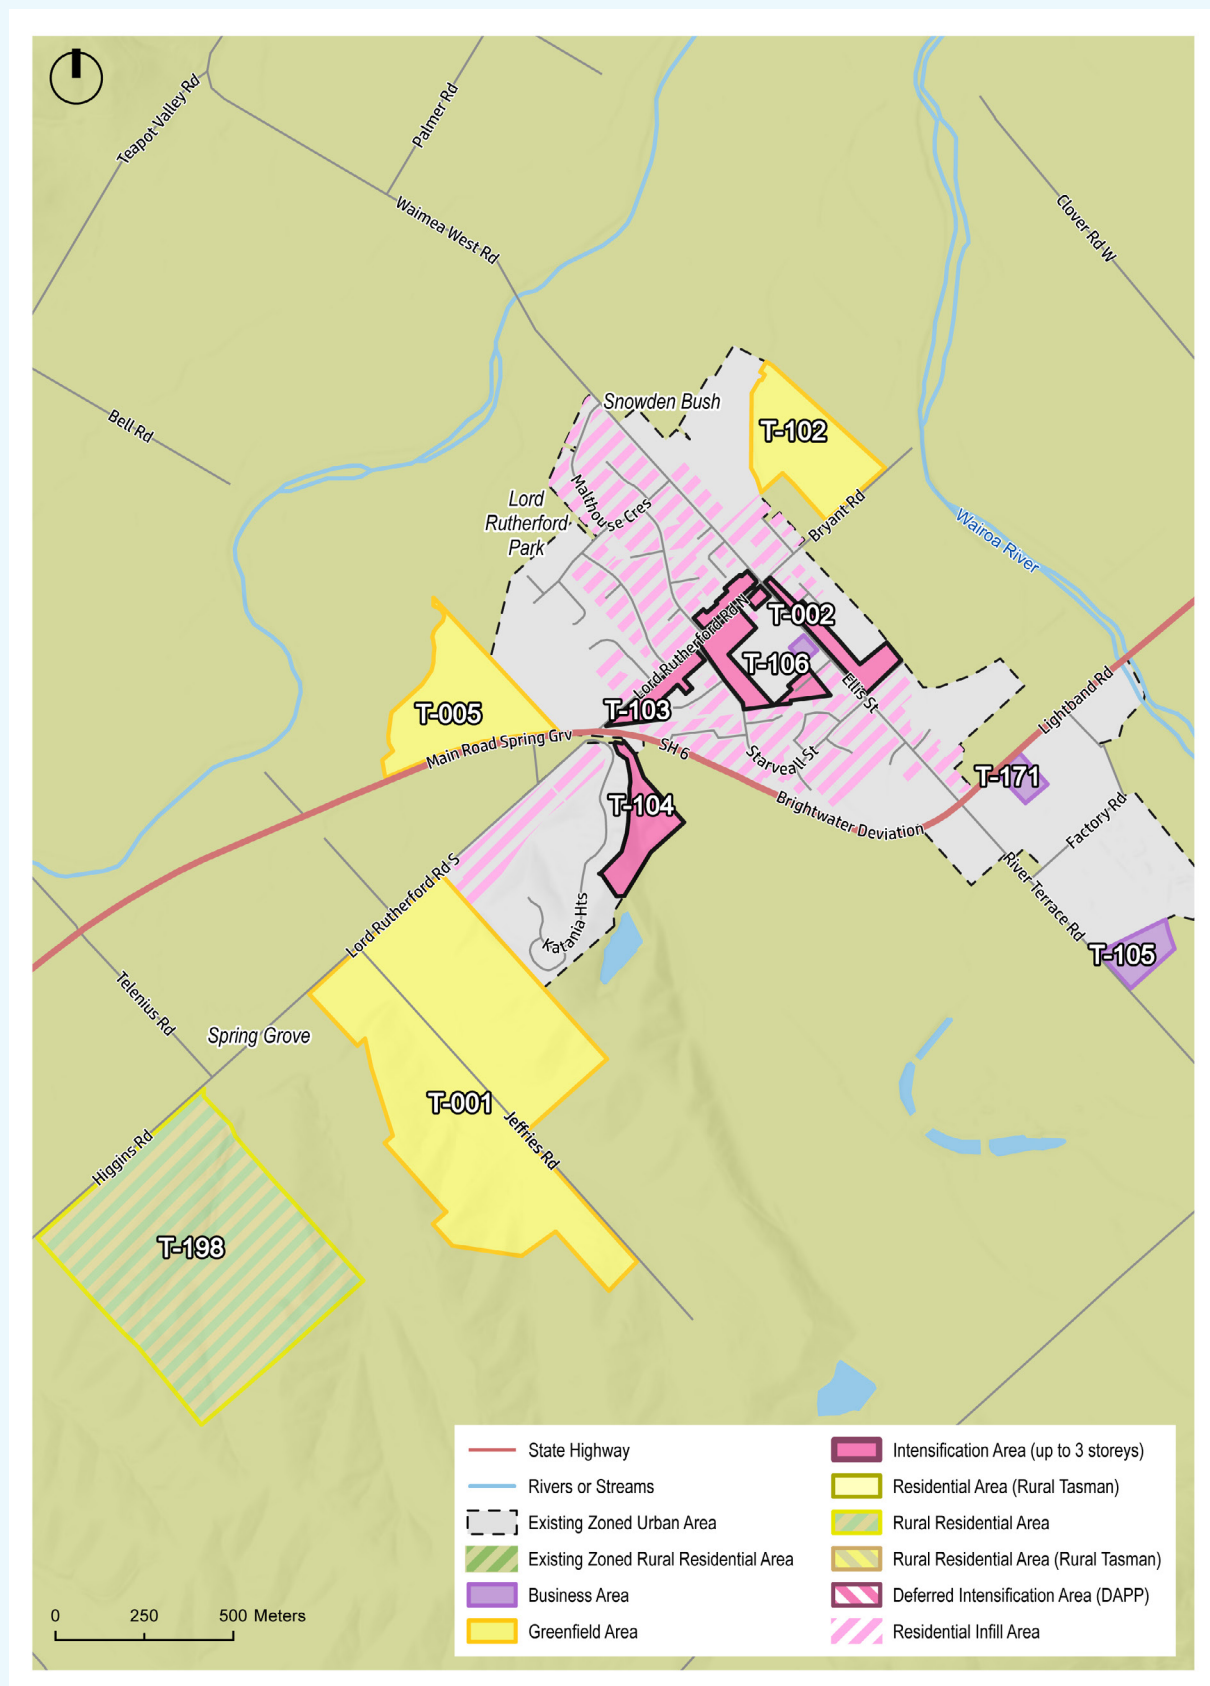 Teapot Valley Rd
Palmer Rd
Waimea West Rd
Clover Rd W
Bell Rd
Snowden Bush
T-102
Malthouse Cres
Lord
Rutherford
Park
Bryant Rd
Wairoa River
T-002
Lord Rutherford Rd N
T-106
Ellis St
T-103
T-005
Main Road Spring Grv
SH 6
Starveall St
Lightband Rd
T-171
T-104
Brightwater Deviation
Factory Rd
River Terrace Rd
Lord Rutherford Rd S
Katania Hts
T-105
Telenius Rd
Spring Grove
T-001
Jeffries Rd
Higgins Rd
T-198
State Highway
Rivers or Streams
Existing Zoned Urban Area
Existing Zoned Rural Residential Area
Business Area
Greenfield Area
Intensification Area (up to 3 storeys)
Residential Area (Rural Tasman)
Rural Residential Area
Rural Residential Area (Rural Tasman)
Deferred Intensification Area (DAPP)
Residential Infill Area
0 250 500 Meters